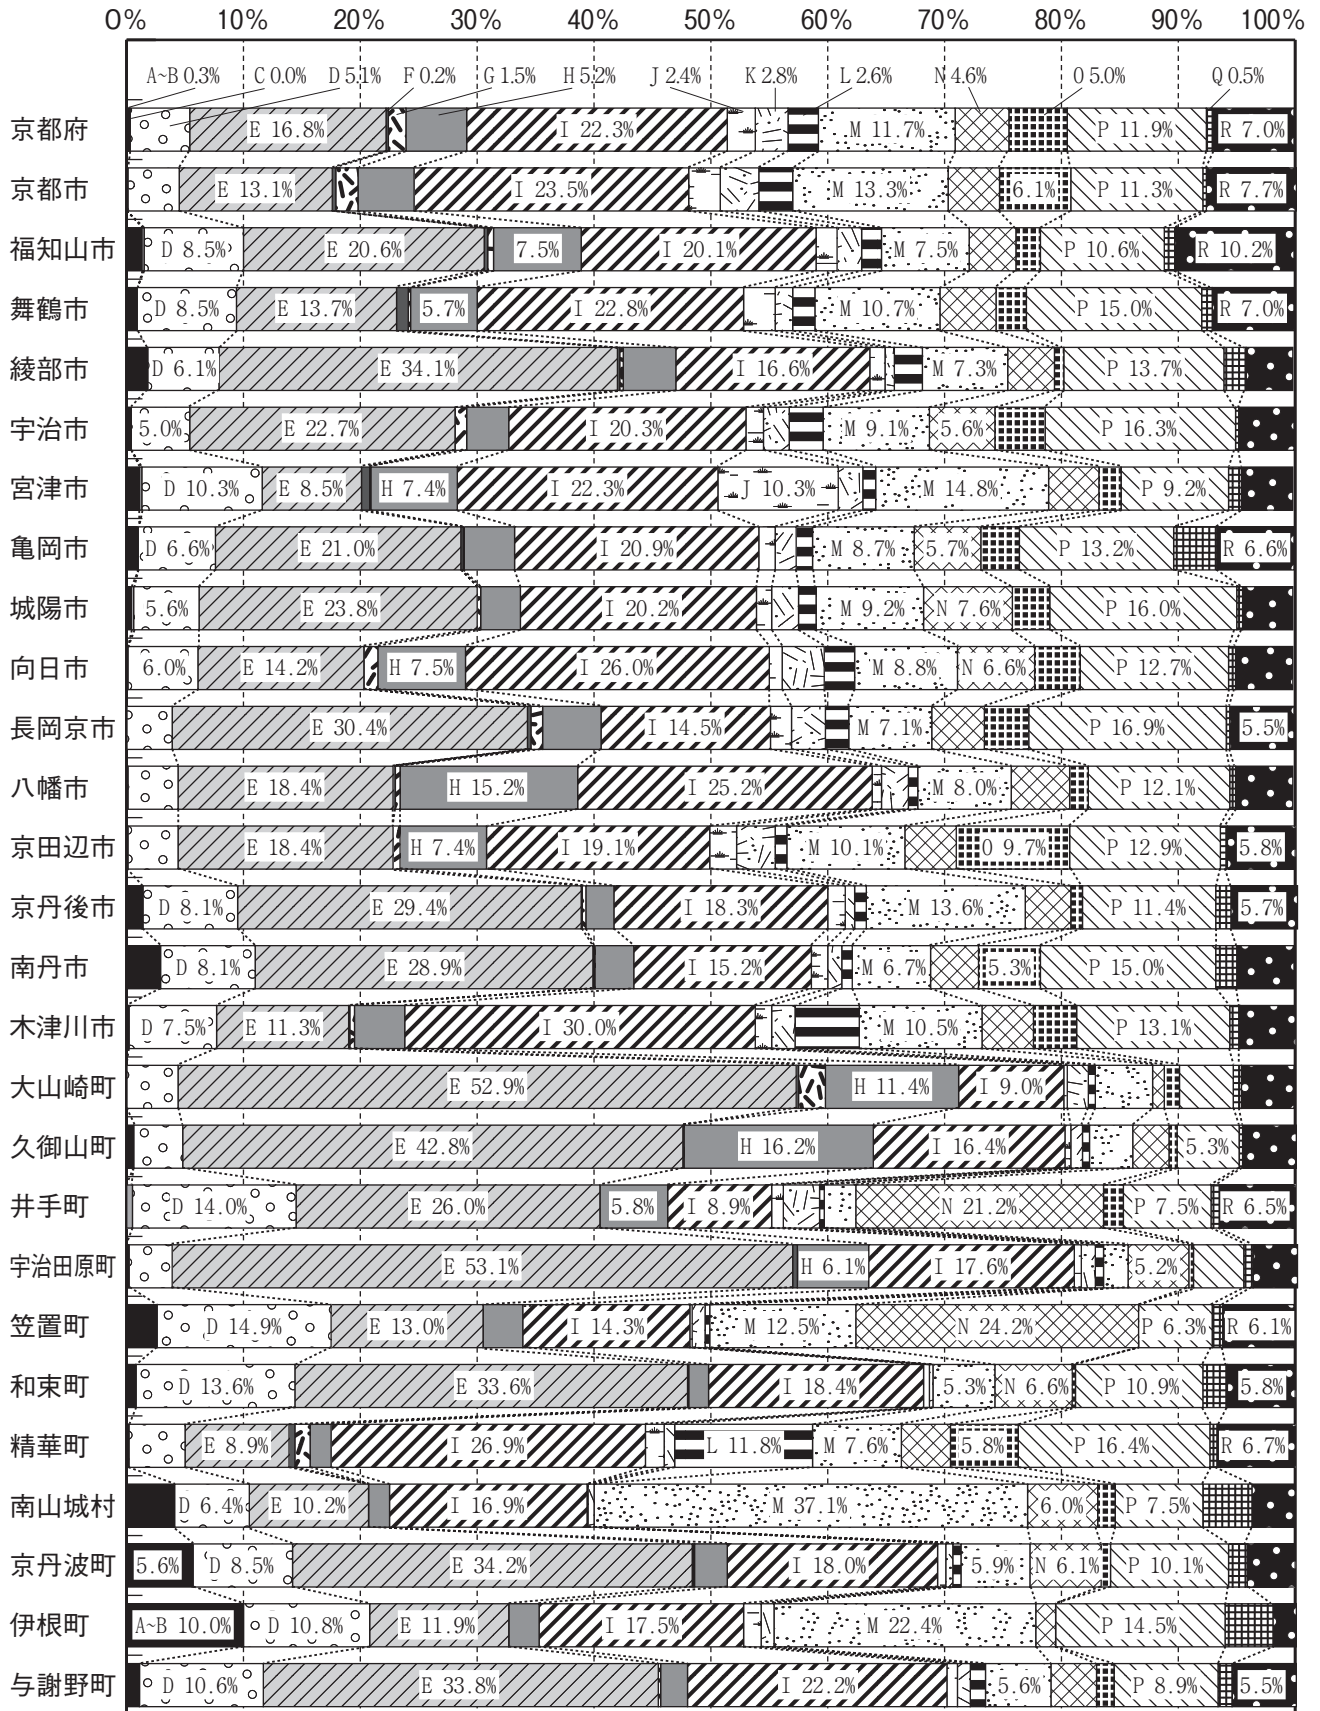 0% 10% 20% 30% 40% 50% 60% 70% 80% 90% 100%
A~B 0.3% C 0.0% D 5.1% F 0.2% G 1.5% H 5.2% J 2.4% K 2.8% L 2.6% N 4.6% O 5.0% Q 0.5%
京都府 E 16.8% I 22.3% M 11.7% P 11.9% R 7.0%
京都市 E 13.1% I 23.5% M 13.3% 6.1% P 11.3% R 7.7%
福知山市 D 8.5% E 20.6% 7.5% I 20.1% M 7.5% P 10.6% R 10.2%
舞鶴市 D 8.5% E 13.7% 5.7% I 22.8% M 10.7% P 15.0% R 7.0%
綾部市 D 6.1% E 34.1% I 16.6% M 7.3% P 13.7%
宇治市 5.0% E 22.7% I 20.3% M 9.1% 5.6% P 16.3%
宮津市 D 10.3% E 8.5% H 7.4% I 22.3% J 10.3% M 14.8% P 9.2%
亀岡市 D 6.6% E 21.0% I 20.9% M 8.7% 5.7% P 13.2% R 6.6%
城陽市 5.6% E 23.8% I 20.2% M 9.2% N 7.6% P 16.0%
向日市 6.0% E 14.2% H 7.5% I 26.0% M 8.8% N 6.6% P 12.7%
長岡京市 E 30.4% I 14.5% M 7.1% P 16.9% 5.5%
八幡市 E 18.4% H 15.2% I 25.2% M 8.0% P 12.1%
京田辺市 E 18.4% H 7.4% I 19.1% M 10.1% O 9.7% P 12.9% 5.8%
京丹後市 D 8.1% E 29.4% I 18.3% M 13.6% P 11.4% 5.7%
南丹市 D 8.1% E 28.9% I 15.2% M 6.7% 5.3% P 15.0%
木津川市 D 7.5% E 11.3% I 30.0% M 10.5% P 13.1%
大山崎町 E 52.9% H 11.4% I 9.0%
久御山町 E 42.8% H 16.2% I 16.4% 5.3%
井手町 D 14.0% E 26.0% 5.8% I 8.9% N 21.2% P 7.5% R 6.5%
宇治田原町 E 53.1% H 6.1% I 17.6% 5.2%
笠置町 D 14.9% E 13.0% I 14.3% M 12.5% N 24.2% P 6.3% R 6.1%
和束町 D 13.6% E 33.6% I 18.4% 5.3% N 6.6% P 10.9% 5.8%
精華町 E 8.9% I 26.9% L 11.8% M 7.6% 5.8% P 16.4% R 6.7%
南山城村 D 6.4% E 10.2% I 16.9% M 37.1% 6.0% P 7.5%
京丹波町 5.6% D 8.5% E 34.2% I 18.0% 5.9% N 6.1% P 10.1%
伊根町 A~B 10.0% D 10.8% E 11.9% I 17.5% M 22.4% P 14.5%
与謝野町 D 10.6% E 33.8% I 22.2% 5.6% P 8.9% 5.5%